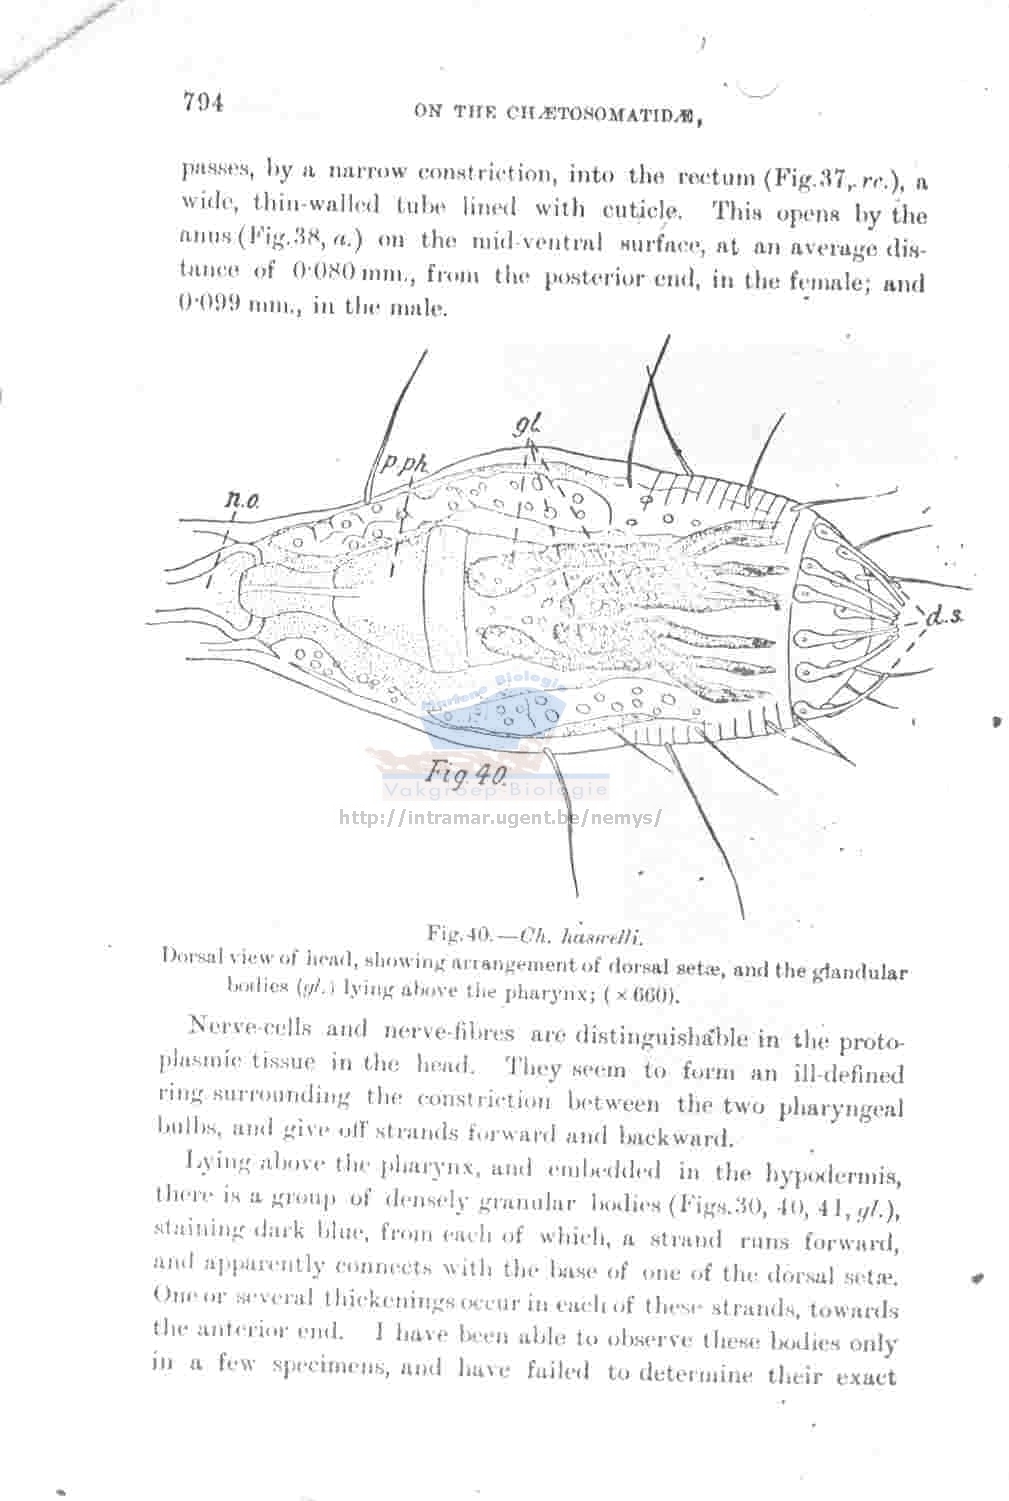 794
ON THE CHÆTOSOMATIDÆ,
passes, by a narrow constriction, into the rectum (Fig.37, rc.), a
wide, thin-walled tube lined with cuticle. This opens by the
anus (Fig.38, a.) on the mid-ventral surface, at an average dis-
tance of 0·080 mm., from the posterior end, in the female; and
0·099 mm., in the male.
gl.
p.ph.
n.o.
d.s.
Mariene Biologie
Fig. 40.
Vakgroep Biologie
http://intramar.ugent.be/nemys/
Fig.40.—Ch. haswelli.
Dorsal view of head, showing arrangement of dorsal setæ, and the glandular
bodies (gl.) lying above the pharynx; ( × 660).
Nerve-cells and nerve-fibres are distinguishable in the proto-
plasmic tissue in the head. They seem to form an ill-defined
ring surrounding the constriction between the two pharyngeal
bulbs, and give off strands forward and backward.
Lying above the pharynx, and embedded in the hypodermis,
there is a group of densely granular bodies (Figs.30, 40, 41, gl.),
staining dark blue, from each of which, a strand runs forward,
and apparently connects with the base of one of the dorsal setæ.
One or several thickenings occur in each of these strands, towards
the anterior end. I have been able to observe these bodies only
in a few specimens, and have failed to determine their exact